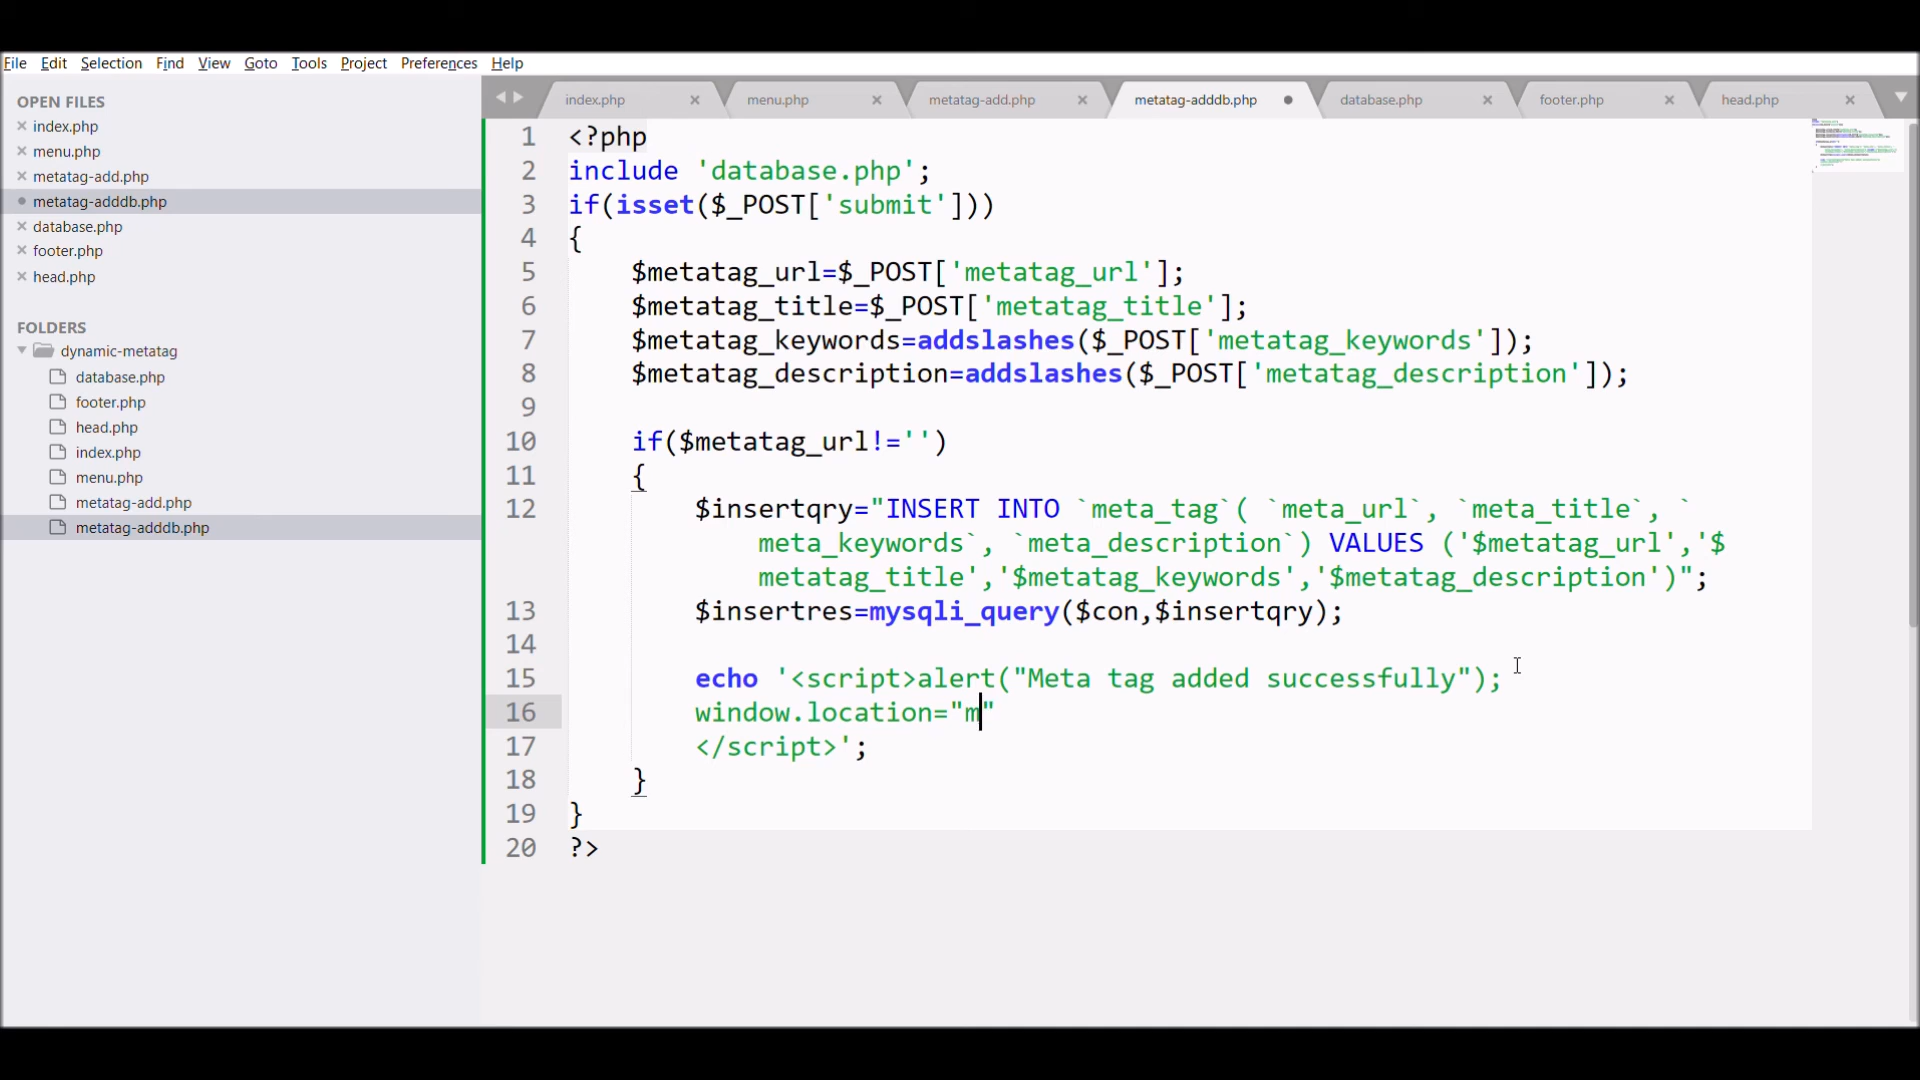 File Edit Selection Find View Goto Tools Project Preferences Help
OPEN FILES
index.php
menu.php
metatag-add.php
metatag-adddb.php
database.php
footer.php
head.php
FOLDERS
dynamic-metatag
database.php
footer.php
head.php
index.php
menu.php
metatag-add.php
metatag-adddb.php
index.php menu.php metatag-add.php metatag-adddb.php database.php footer.php head.php
1 <?php
2 include 'database.php';
3 if(isset($_POST['submit']))
4 {
5 $metatag_url=$_POST['metatag_url'];
6 $metatag_title=$_POST['metatag_title'];
7 $metatag_keywords=addslashes($_POST['metatag_keywords']);
8 $metatag_description=addslashes($_POST['metatag_description']);
9
10 if($metatag_url!='')
11 {
12 $insertqry="INSERT INTO `meta_tag`( `meta_url`, `meta_title`, `
meta_keywords`, `meta_description`) VALUES ('$metatag_url','$
metatag_title','$metatag_keywords','$metatag_description')";
13 $insertres=mysqli_query($con,$insertqry);
14
15 echo '<script>alert("Meta tag added successfully");
16 window.location="m"
17 </script>';
18 }
19 }
20 ?>